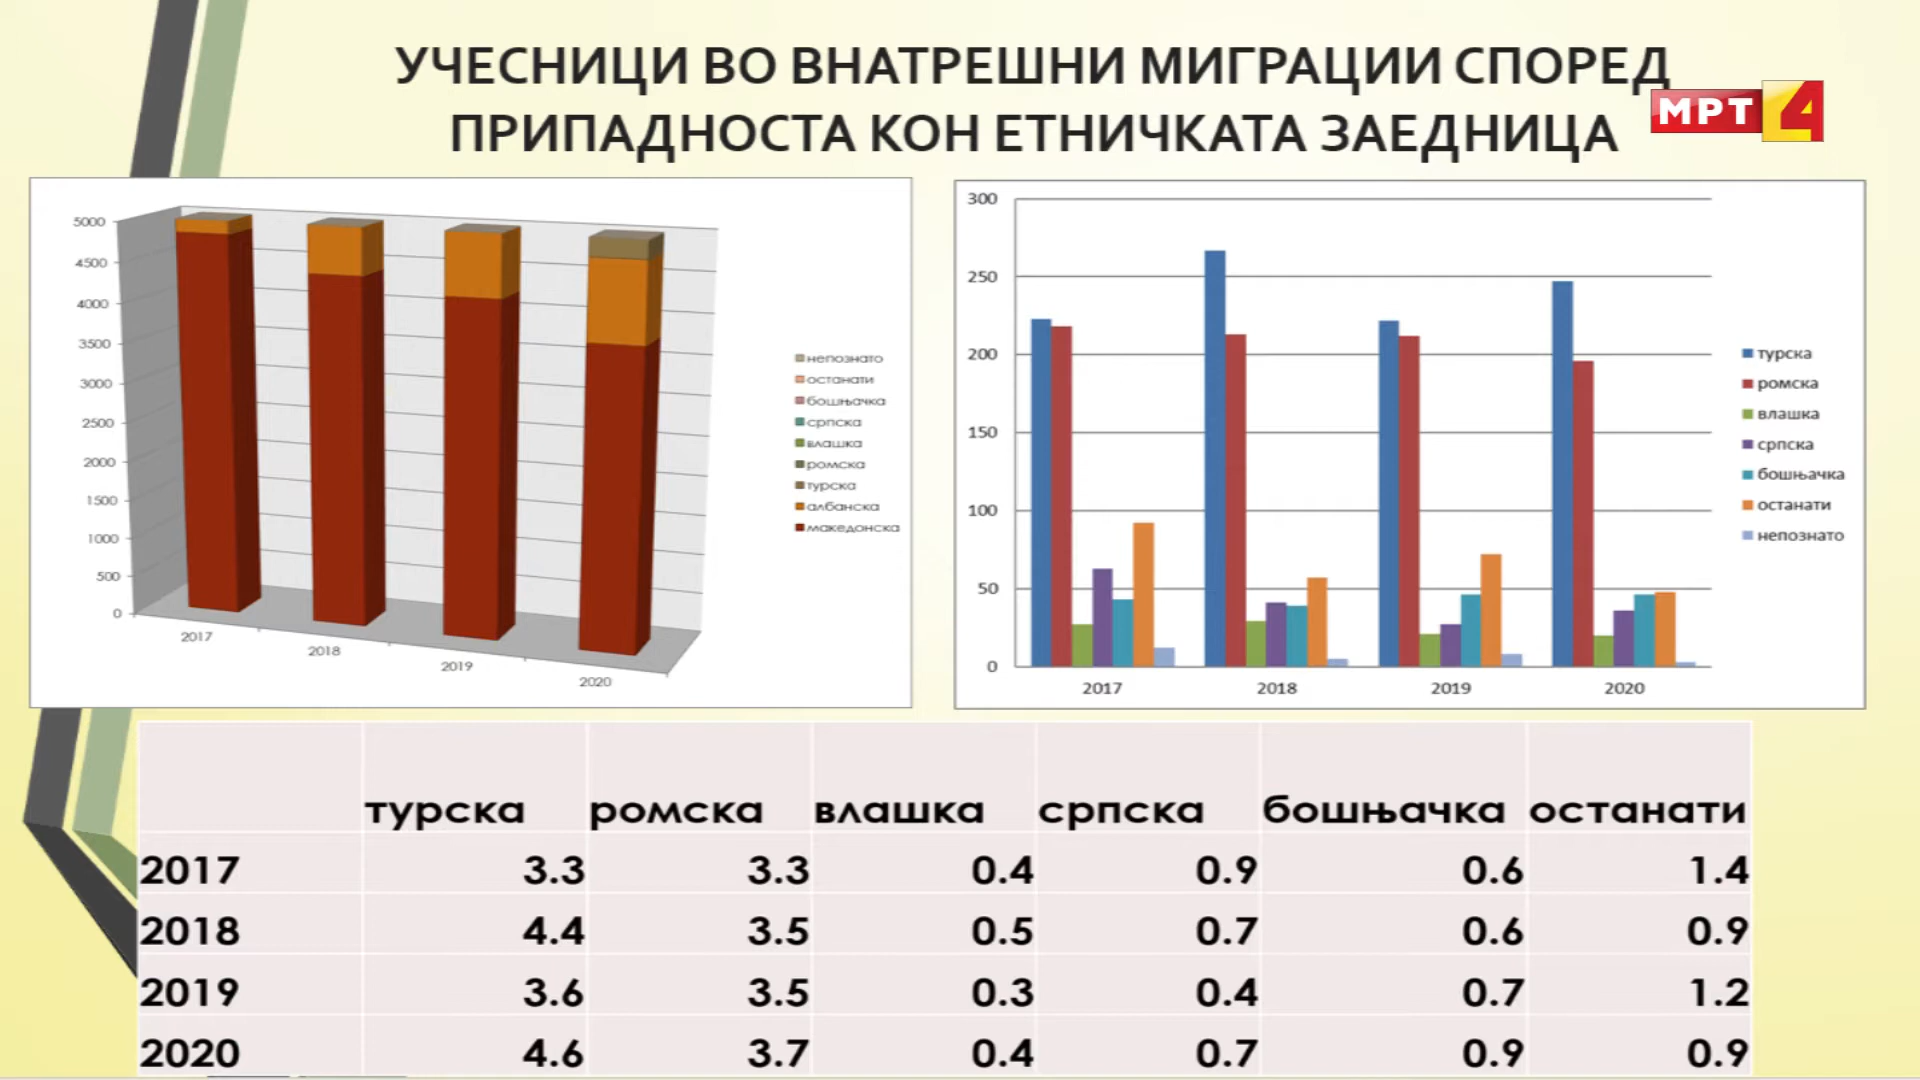 УЧЕСНИЦИ ВО ВНАТРЕШНИ МИГРАЦИИ СПОРЕД
ПРИПАДНОСТА КОН ЕТНИЧКАТА ЗАЕДНИЦА
МРТ 4
5000
4500
4000
3500
3000
2500
2000
1500
1000
500
0
2017
2018
2019
2020
непознато
останати
бошњачка
српска
влашка
ромска
турска
албанска
македонска
300
250
200
150
100
50
0
2017 2018 2019 2020
турска
ромска
влашка
српска
бошњачка
останати
непознато
турска ромска влашка српска бошњачка останати
2017 3.3 3.3 0.4 0.9 0.6 1.4
2018 4.4 3.5 0.5 0.7 0.6 0.9
2019 3.6 3.5 0.3 0.4 0.7 1.2
2020 4.6 3.7 0.4 0.7 0.9 0.9